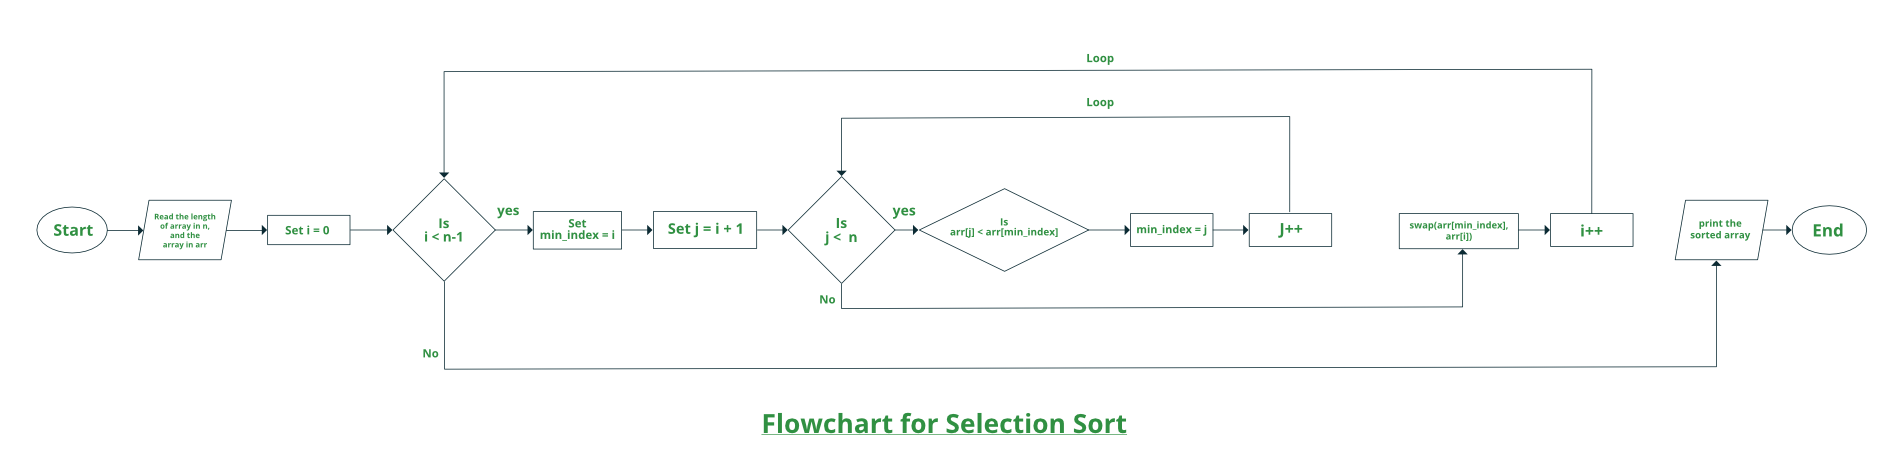 Loop
Loop
Start
Read the length
of array in n,
and the
array in arr
Set i = 0
Is
i < n-1
yes
Set
min_index = i
Set j = i + 1
Is
j <  n
yes
Is
arr[j] < arr[min_index]
min_index = j
J++
swap(arr[min_index],
arr[i])
i++
print the
sorted array
End
No
No
Flowchart for Selection Sort